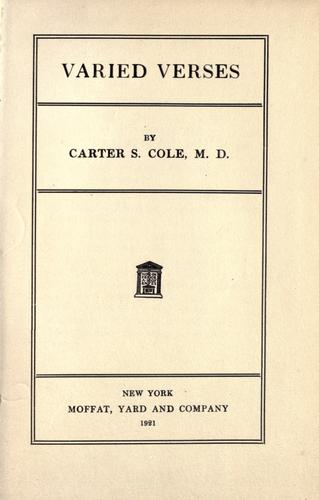 VARIED VERSES
BY
CARTER S. COLE, M. D.
NEW YORK
MOFFAT, YARD AND COMPANY
1921